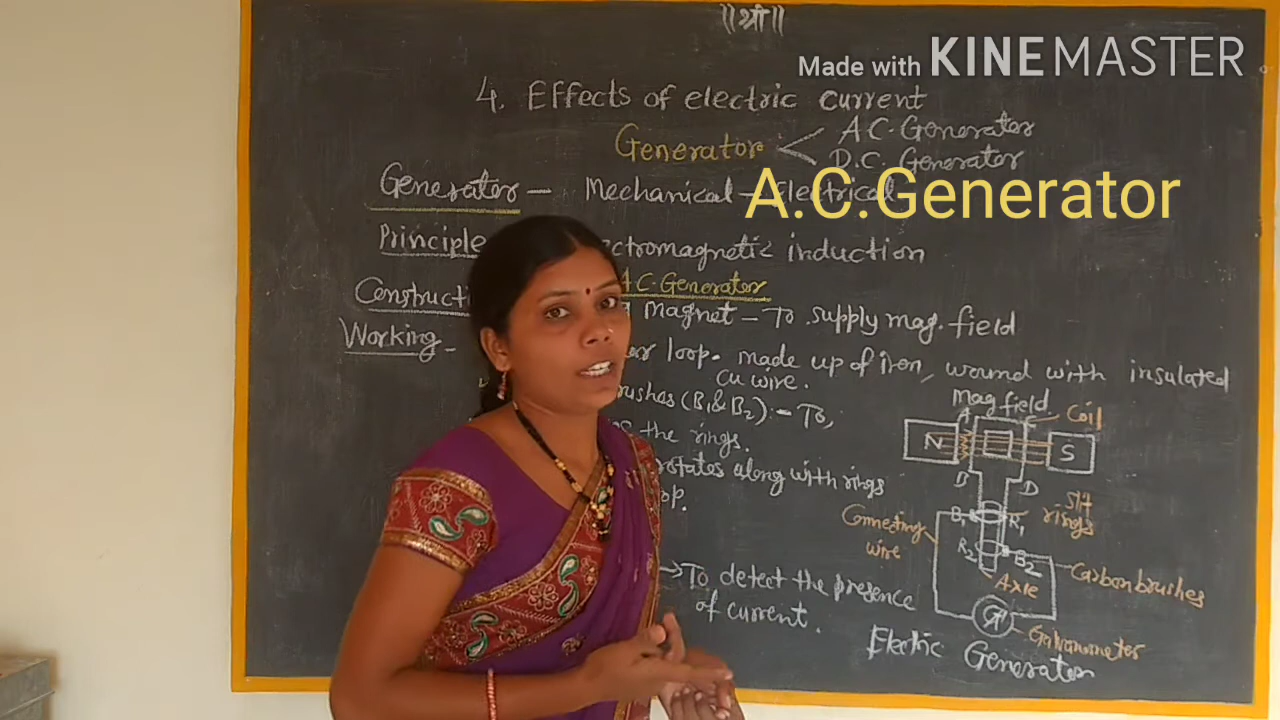 ॥श्री॥
Made with KINEMASTER
4. Effects of electric current
Generator < A.C. Generator
D.C. Generator
Generator — Mechanical → Electrical
A.C.Generator
Principle ectromagnetic induction
A.C. Generator
Constructi magnet — To supply mag. field
Working - loop. made up of iron, wound with insulated
cu wire.
rushes (B1 & B2) :- To,
the rings.
rotates along with rings
op.
→ To detect the presence
of current.
Mag field
A C Coil
N S
B D
Slit
rings
B1 R1
Connecting
wire
R2 B2
Axle
Carbon brushes
G
Galvanometer
Electric Generator